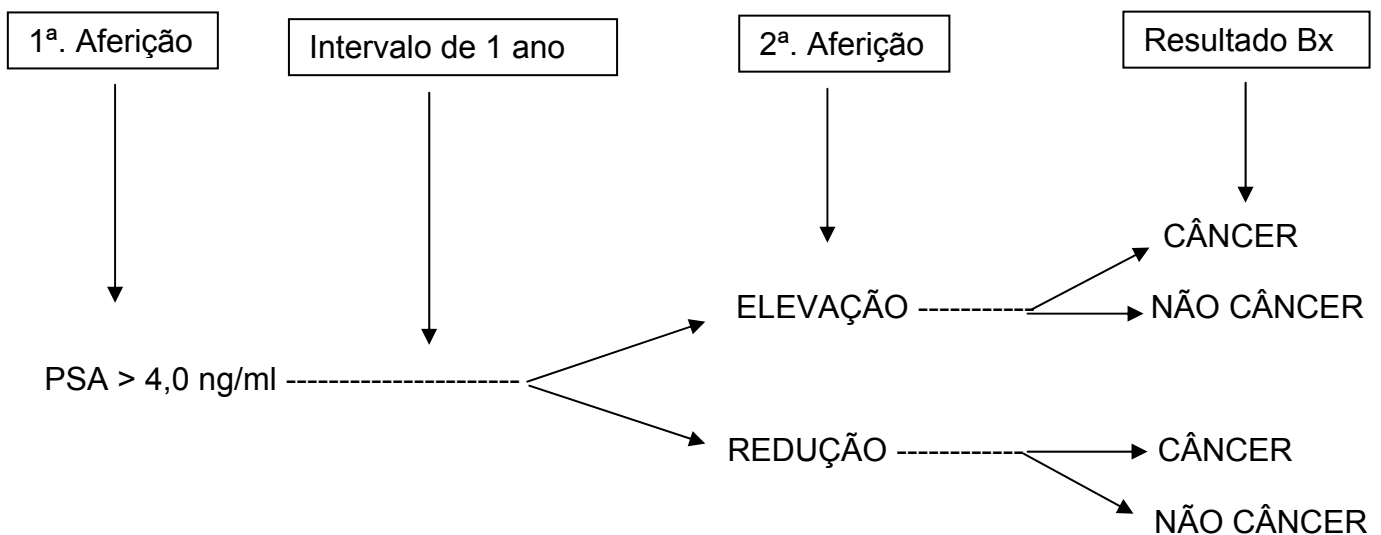 1ª. Aferição
Intervalo de 1 ano
2ª. Aferição
Resultado Bx
CÂNCER
ELEVAÇÃO ----------- NÃO CÂNCER
PSA > 4,0 ng/ml ----------------------
REDUÇÃO ------------ CÂNCER
NÃO CÂNCER